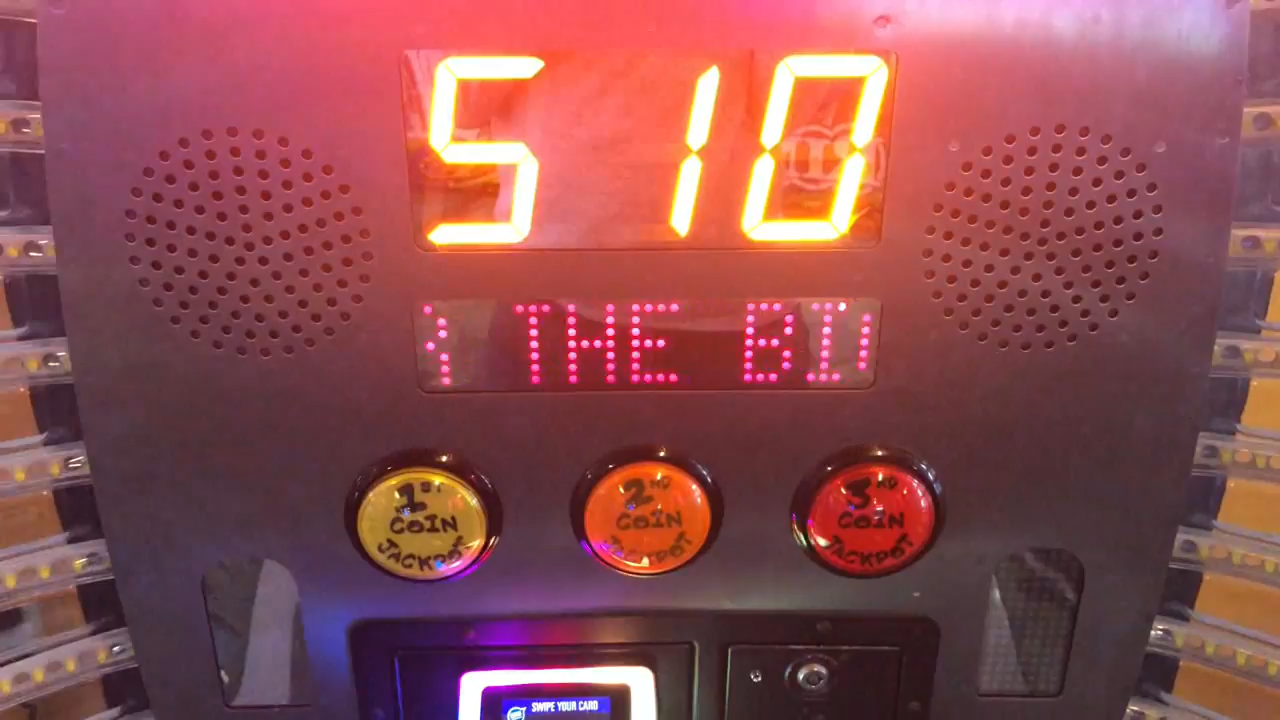 510
THE BI
1ST COIN JACKPOT
2ND COIN JACKPOT
3RD COIN JACKPOT
SWIPE YOUR CARD